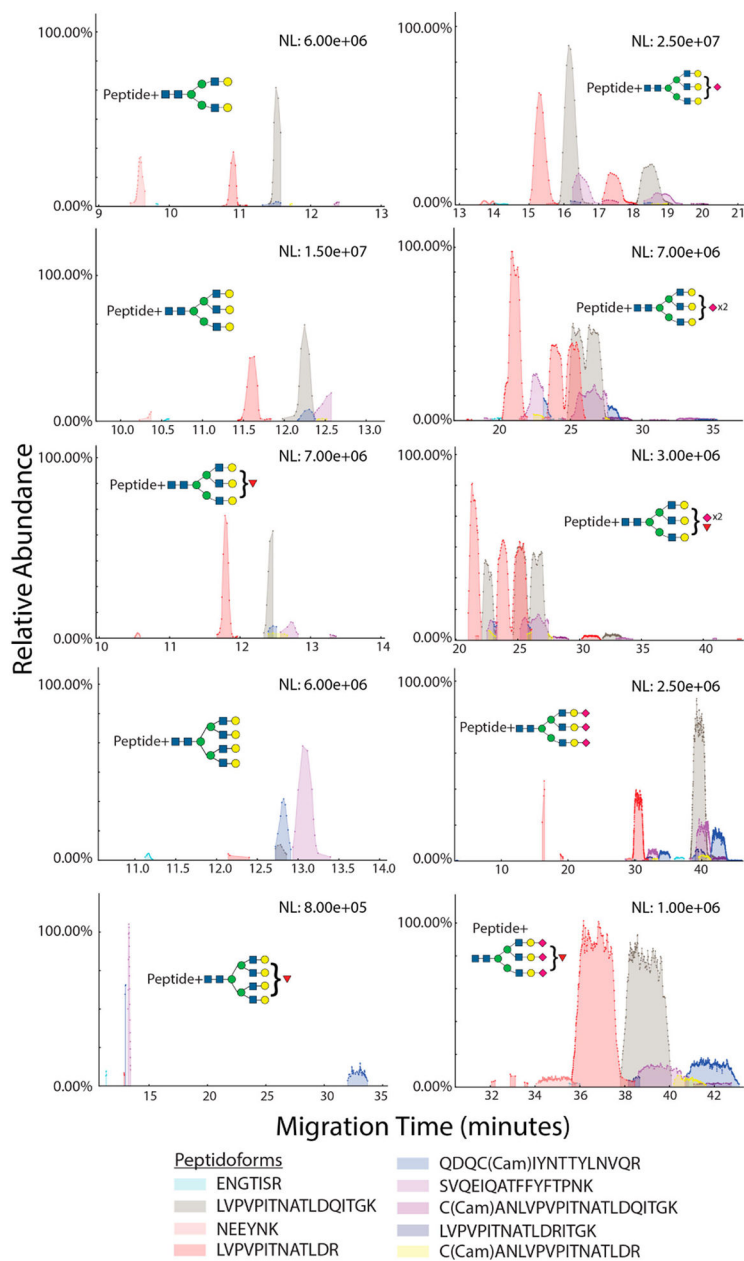 100.00%
NL: 6.00e+06
Peptide+
0.00%
9 10 11 12 13
NL: 2.50e+07
100.00%
Peptide+
0.00%
13 14 15 16 17 18 19 20 21
NL: 1.50e+07
100.00%
Peptide+
0.00%
10.0 10.5 11.0 11.5 12.0 12.5 13.0
NL: 7.00e+06
100.00%
Peptide+
x2
0.00%
20 25 30 35
NL: 7.00e+06
100.00%
Peptide+
0.00%
10 11 12 13 14
NL: 3.00e+06
100.00%
Peptide+
x2
0.00%
20 25 30 35 40
Relative Abundance
NL: 6.00e+06
100.00%
Peptide+
0.00%
11.0 11.5 12.0 12.5 13.0 13.5 14.0
NL: 2.50e+06
100.00%
Peptide+
0.00%
10 20 30 40
NL: 8.00e+05
100.00%
Peptide+
0.00%
15 20 25 30 35
NL: 1.00e+06
Peptide+
100.00%
0.00%
32 34 36 38 40 42
Migration Time (minutes)
Peptidoforms
ENGTISR
LVPVPITNATLDQITGK
NEEYNK
LVPVPITNATLDR
QDQC(Cam)IYNTTYLNVQR
SVQEIQATFFYFTPNK
C(Cam)ANLVPVPITNATLDQITGK
LVPVPITNATLDRITGK
C(Cam)ANLVPVPITNATLDR